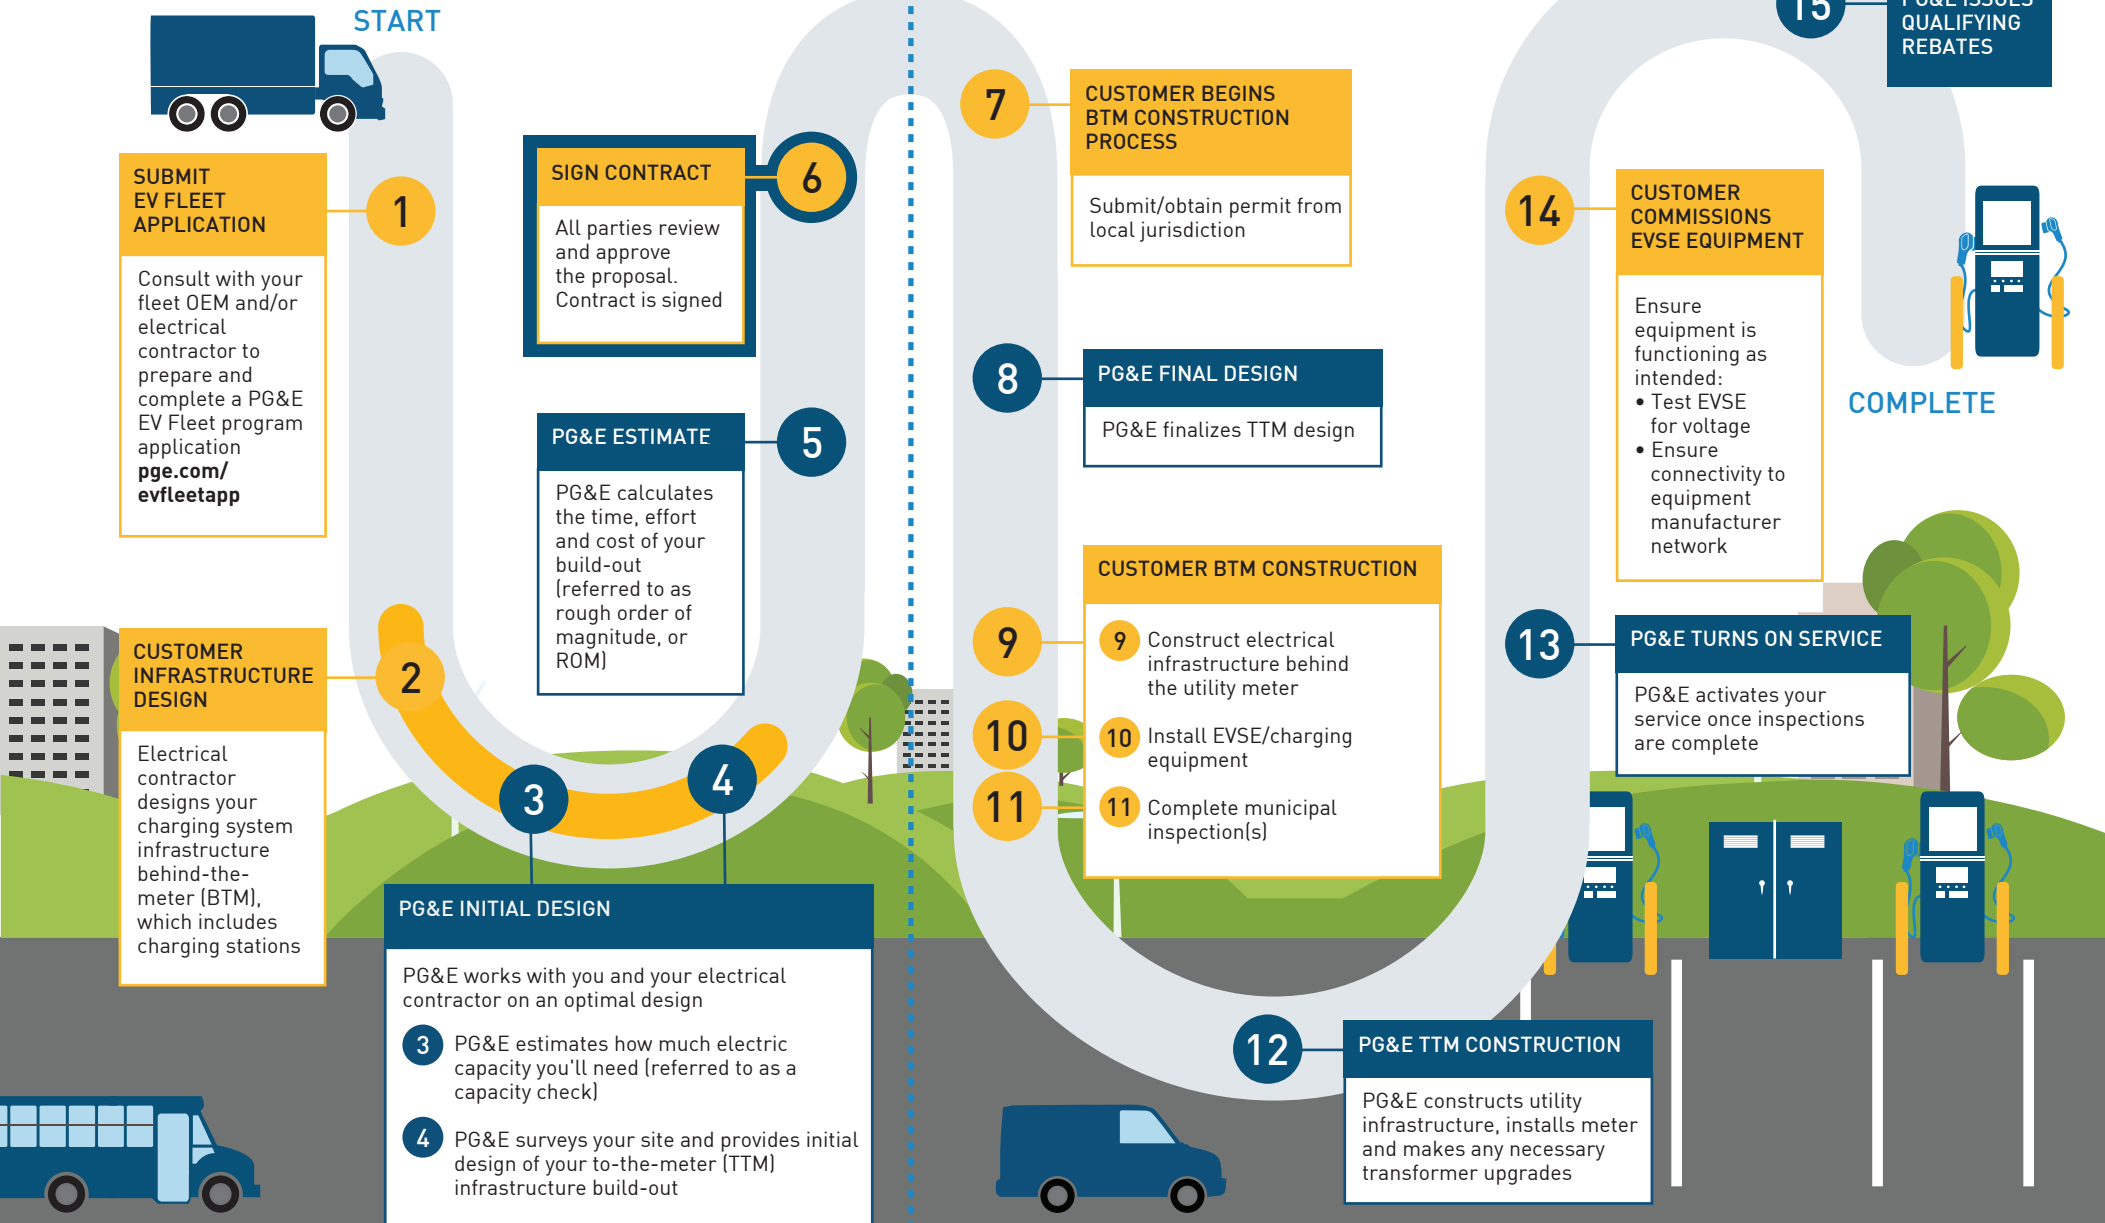 START
1
SUBMIT
EV FLEET
APPLICATION
Consult with your
fleet OEM and/or
electrical
contractor to
prepare and
complete a PG&E
EV Fleet program
application
pge.com/
evfleetapp
2
CUSTOMER
INFRASTRUCTURE
DESIGN
Electrical
contractor
designs your
charging system
infrastructure
behind-the-
meter (BTM),
which includes
charging stations
3
4
PG&E INITIAL DESIGN
PG&E works with you and your electrical
contractor on an optimal design
3 PG&E estimates how much electric
capacity you'll need (referred to as a
capacity check)
4 PG&E surveys your site and provides initial
design of your to-the-meter (TTM)
infrastructure build-out
5
PG&E ESTIMATE
PG&E calculates
the time, effort
and cost of your
build-out
(referred to as
rough order of
magnitude, or
ROM)
6
SIGN CONTRACT
All parties review
and approve
the proposal.
Contract is signed
7
CUSTOMER BEGINS
BTM CONSTRUCTION
PROCESS
Submit/obtain permit from
local jurisdiction
8
PG&E FINAL DESIGN
PG&E finalizes TTM design
9
10
11
CUSTOMER BTM CONSTRUCTION
9 Construct electrical
infrastructure behind
the utility meter
10 Install EVSE/charging
equipment
11 Complete municipal
inspection(s)
12
PG&E TTM CONSTRUCTION
PG&E constructs utility
infrastructure, installs meter
and makes any necessary
transformer upgrades
13
PG&E TURNS ON SERVICE
PG&E activates your
service once inspections
are complete
14
CUSTOMER
COMMISSIONS
EVSE EQUIPMENT
Ensure
equipment is
functioning as
intended:
• Test EVSE
for voltage
• Ensure
connectivity to
equipment
manufacturer
network
15
PG&E ISSUES
QUALIFYING
REBATES
COMPLETE